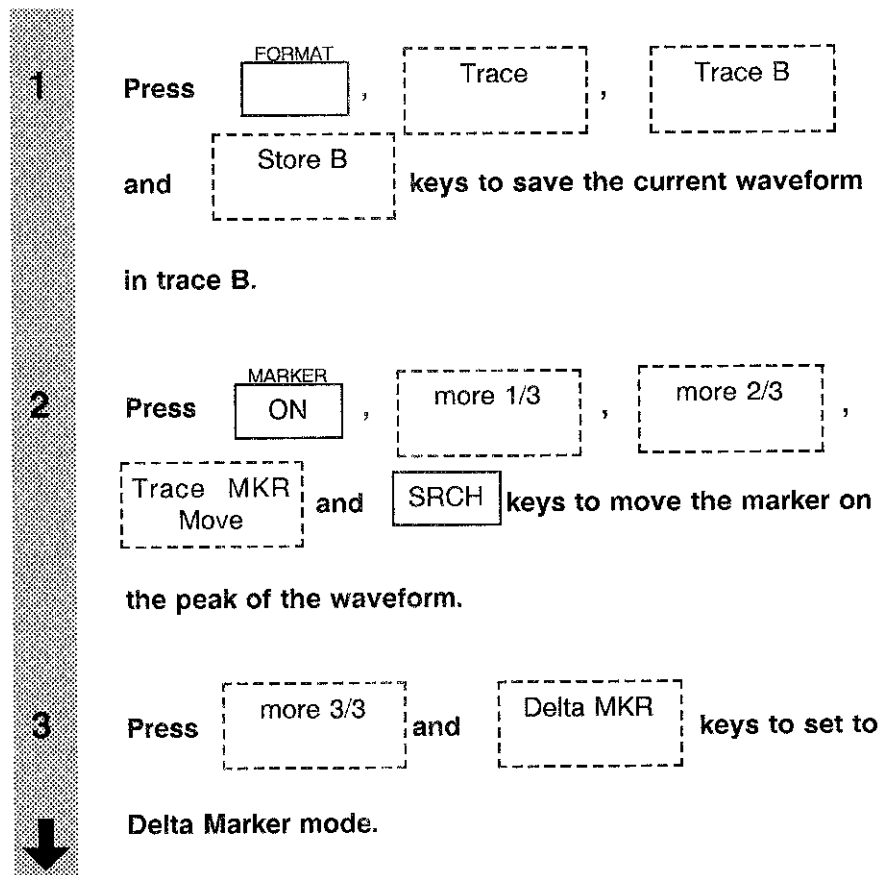 FORMAT
1 Press , Trace , Trace B
and Store B keys to save the current waveform
in trace B.
MARKER
2 Press ON , more 1/3 , more 2/3 ,
Trace MKR
Move and SRCH keys to move the marker on
the peak of the waveform.
3 Press more 3/3 and Delta MKR keys to set to
Delta Marker mode.